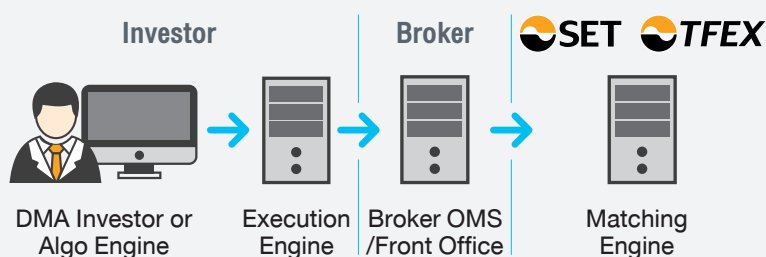 Investor
Broker
SET
TFEX
DMA Investor or
Algo Engine
Execution
Engine
Broker OMS
/Front Office
Matching
Engine